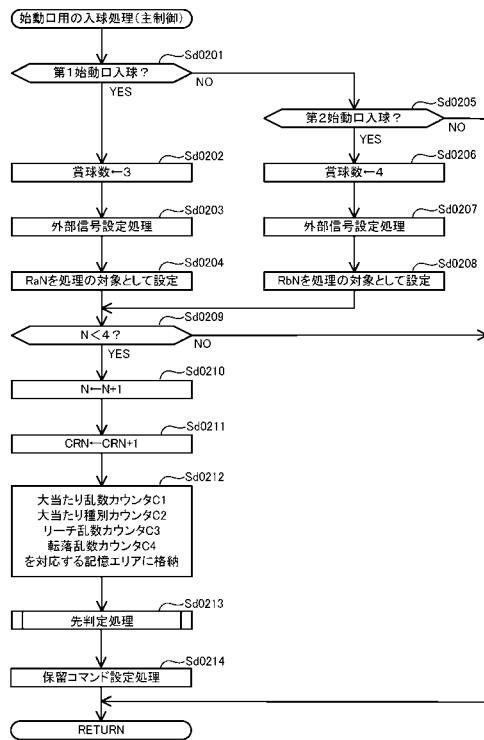 始動口用の入球処理(主制御)
Sd0201
第1始動口入球?
YES
NO
Sd0205
第2始動口入球?
YES
NO
Sd0202
賞球数←3
Sd0206
賞球数←4
Sd0203
外部信号設定処理
Sd0207
外部信号設定処理
Sd0204
RaNを処理の対象として設定
Sd0208
RbNを処理の対象として設定
Sd0209
N<4?
YES
NO
Sd0210
N←N+1
Sd0211
CRN←CRN+1
Sd0212
大当たり乱数カウンタC1
大当たり種別カウンタC2
リーチ乱数カウンタC3
転落乱数カウンタC4
を対応する記憶エリアに格納
Sd0213
先判定処理
Sd0214
保留コマンド設定処理
RETURN